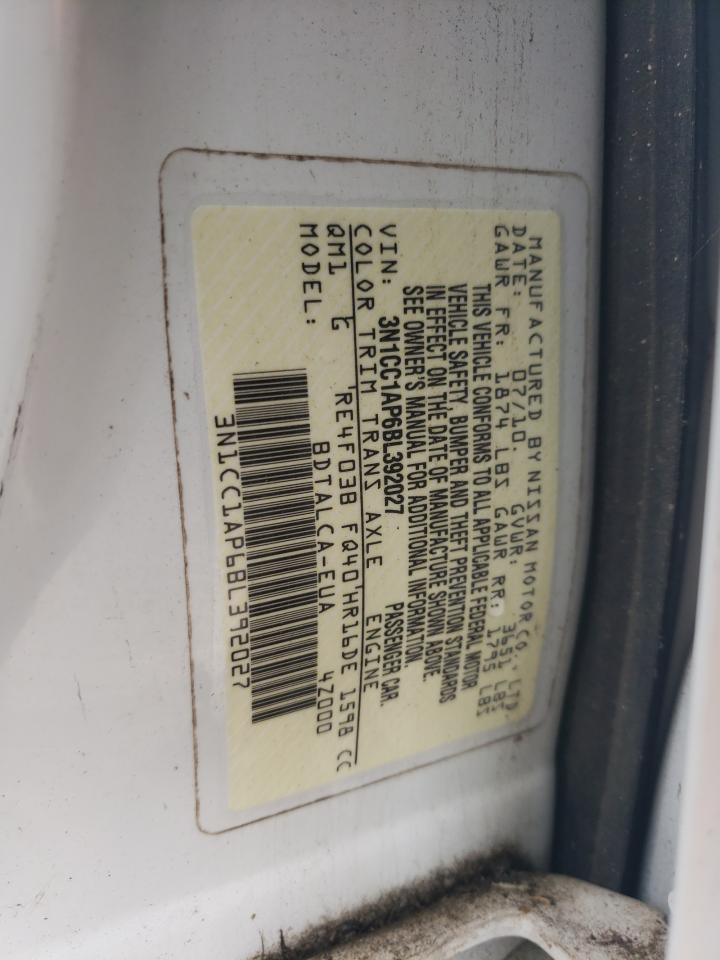 MANUFACTURED BY NISSAN MOTOR CO., LTD.
DATE: 07/10. GVWR: 3651 LBS
GAWR FR: 1874 LBS GAWR RR: 1795 LBS
THIS VEHICLE CONFORMS TO ALL APPLICABLE FEDERAL MOTOR
VEHICLE SAFETY, BUMPER AND THEFT PREVENTION STANDARDS
IN EFFECT ON THE DATE OF MANUFACTURE SHOWN ABOVE.
SEE OWNER'S MANUAL FOR ADDITIONAL INFORMATION.
VIN: 3N1CC1AP6BL392027 PASSENGER CAR.
COLOR TRIM TRANS AXLE ENGINE
QM1 G RE4F03B FQ40 HR16DE 1598 CC
MODEL: BDTALCA-EUA 4Z000
3N1CC1AP6BL392027